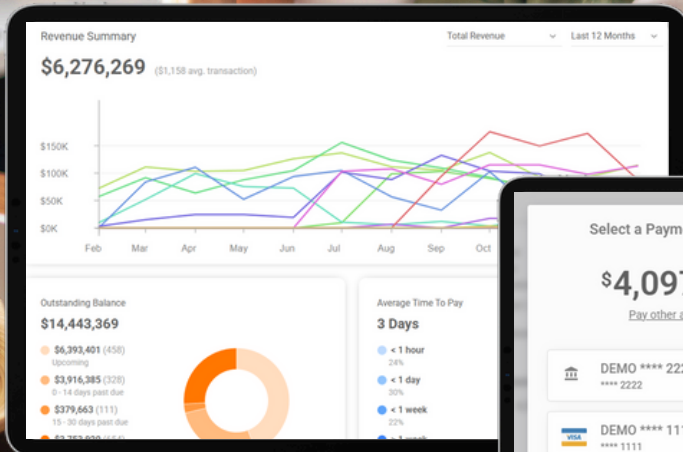 Revenue Summary
Total Revenue
Last 12 Months
$6,276,269 ($1,158 avg. transaction)
$150K
$100K
$50K
$0K
Feb Mar Apr May Jun Jul Aug Sep Oct
Outstanding Balance
$14,443,369
$6,393,401 (458)
Upcoming
$3,916,385 (328)
0 - 14 days past due
$379,663 (111)
15 - 30 days past due
Average Time To Pay
3 Days
< 1 hour
24%
< 1 day
30%
< 1 week
22%
Select a
$4,097
Pay other
DEMO ****
**** 2222
VISA
DEMO ****
**** 1111